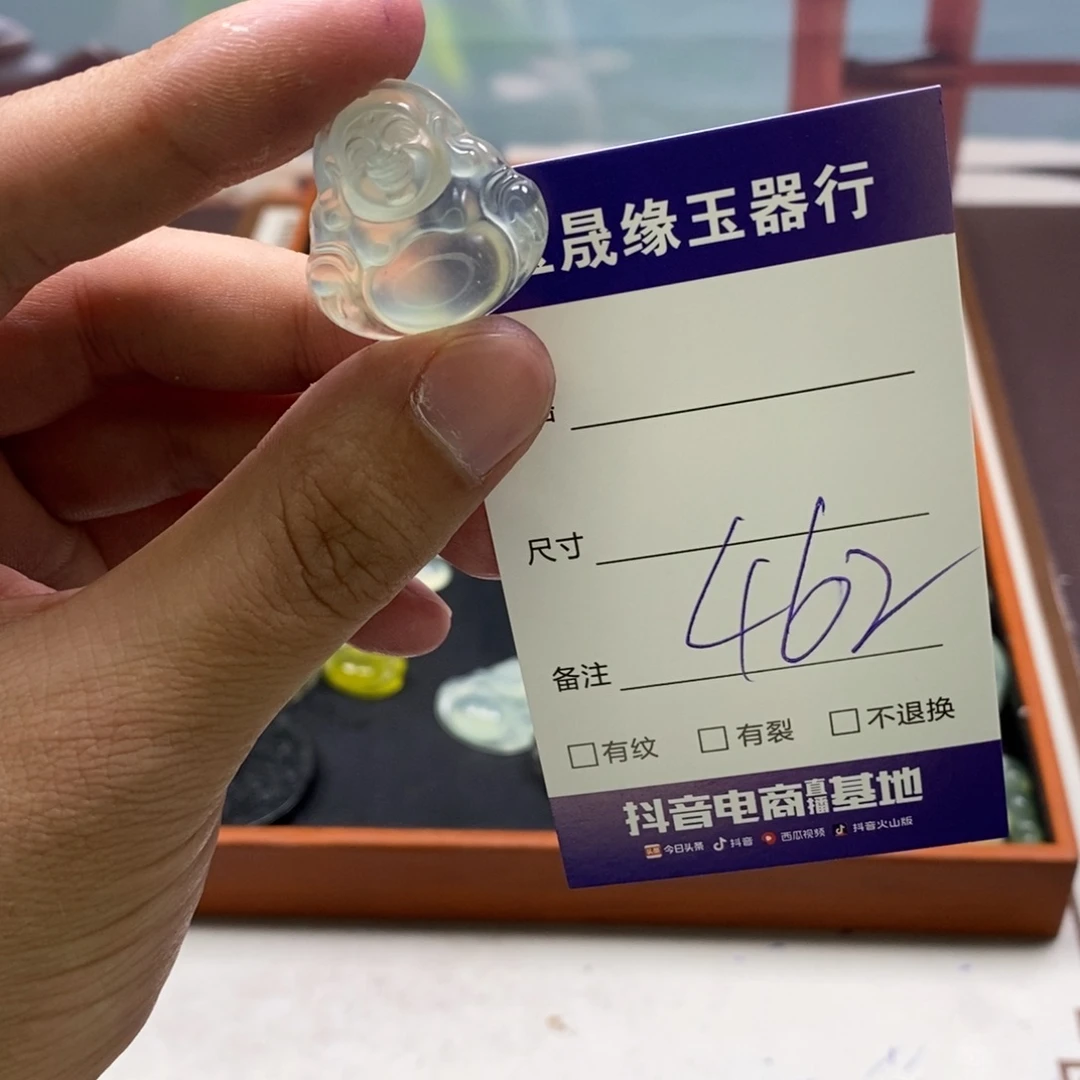 晟缘玉器行
尺寸
462
备注
有纹 有裂 不退换
抖音电商直播基地
今日头条 抖音 西瓜视频 抖音火山版